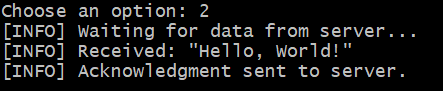 Choose an option: 2
[INFO] Waiting for data from server...
[INFO] Received: "Hello, World!"
[INFO] Acknowledgment sent to server.